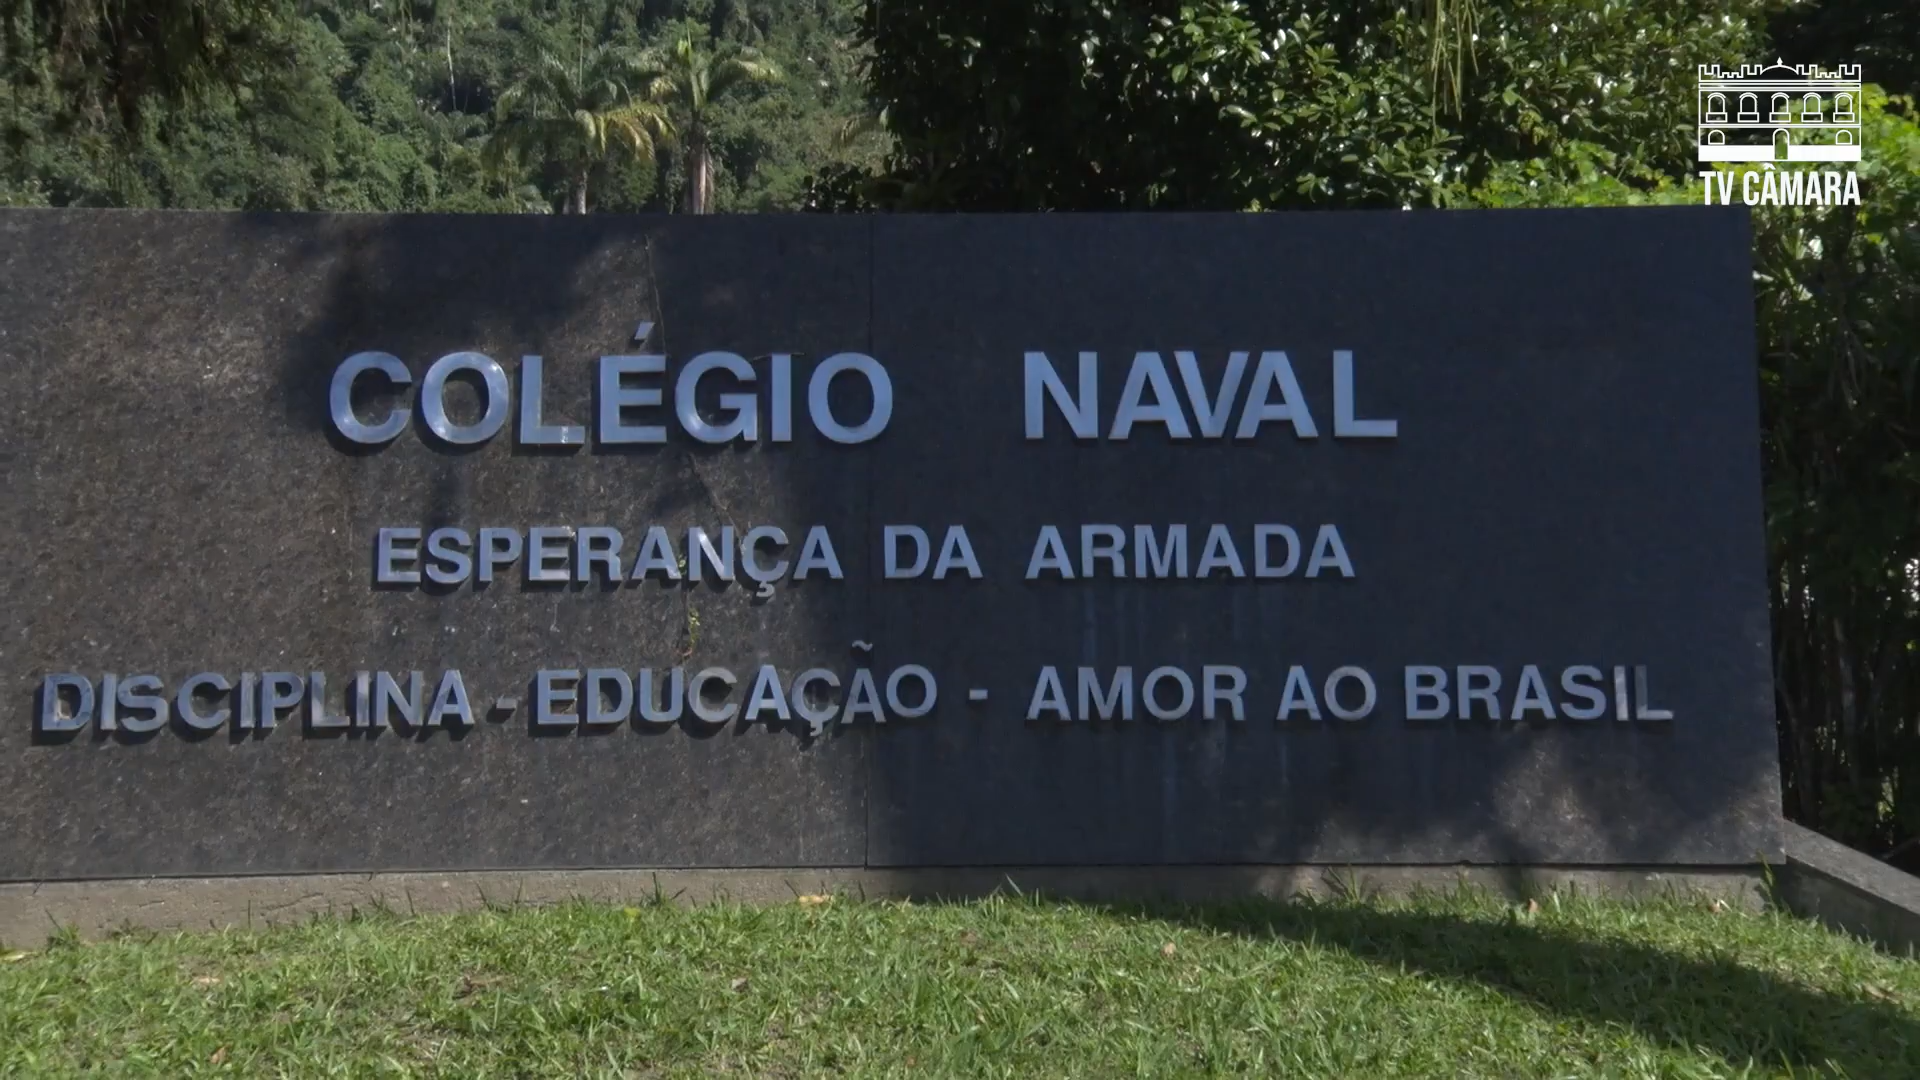 TV CÂMARA
COLÉGIO NAVAL
ESPERANÇA DA ARMADA
DISCIPLINA - EDUCAÇÃO - AMOR AO BRASIL